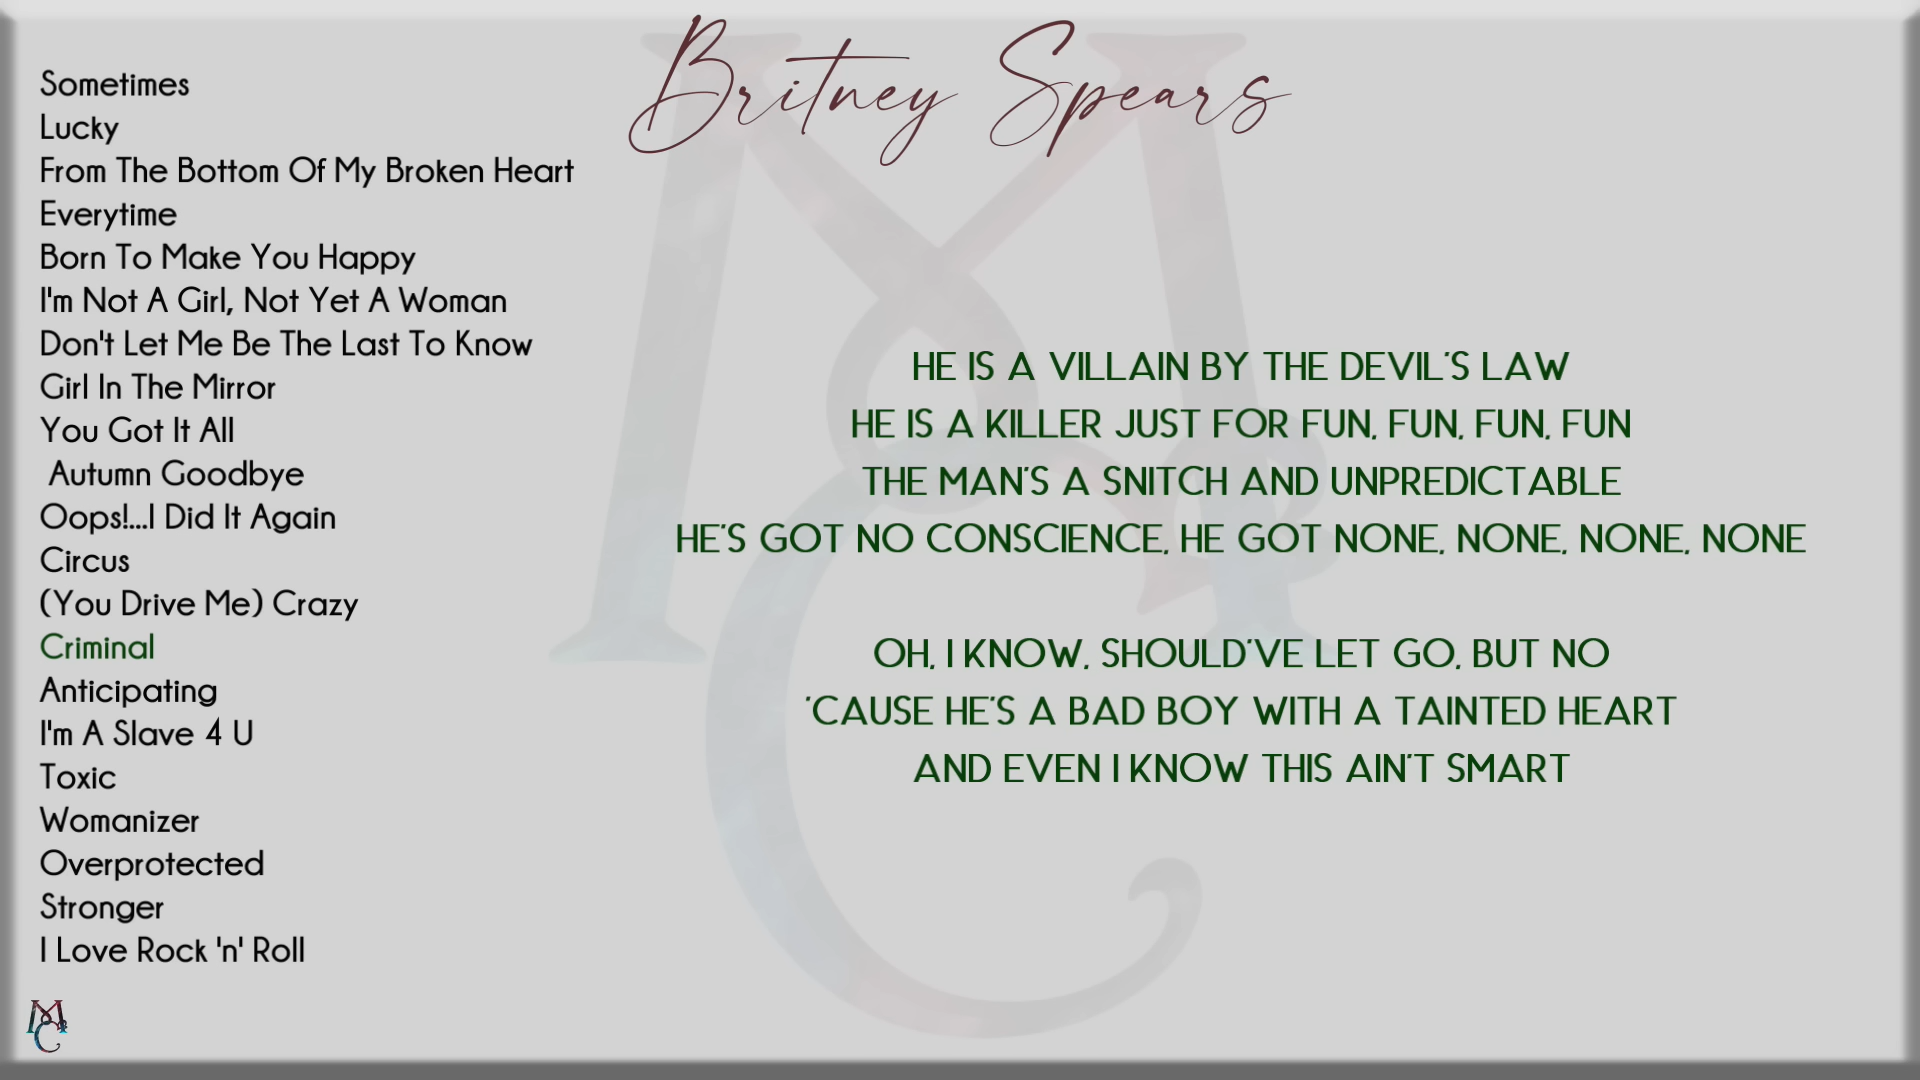 Britney Spears
Sometimes
Lucky
From The Bottom Of My Broken Heart
Everytime
Born To Make You Happy
I'm Not A Girl, Not Yet A Woman
Don't Let Me Be The Last To Know
Girl In The Mirror
You Got It All
Autumn Goodbye
Oops!...I Did It Again
Circus
(You Drive Me) Crazy
Criminal
Anticipating
I'm A Slave 4 U
Toxic
Womanizer
Overprotected
Stronger
I Love Rock 'n' Roll
MC
HE IS A VILLAIN BY THE DEVIL'S LAW
HE IS A KILLER JUST FOR FUN, FUN, FUN, FUN
THE MAN'S A SNITCH AND UNPREDICTABLE
HE'S GOT NO CONSCIENCE, HE GOT NONE, NONE, NONE, NONE
OH, I KNOW, SHOULD'VE LET GO, BUT NO
'CAUSE HE'S A BAD BOY WITH A TAINTED HEART
AND EVEN I KNOW THIS AIN'T SMART